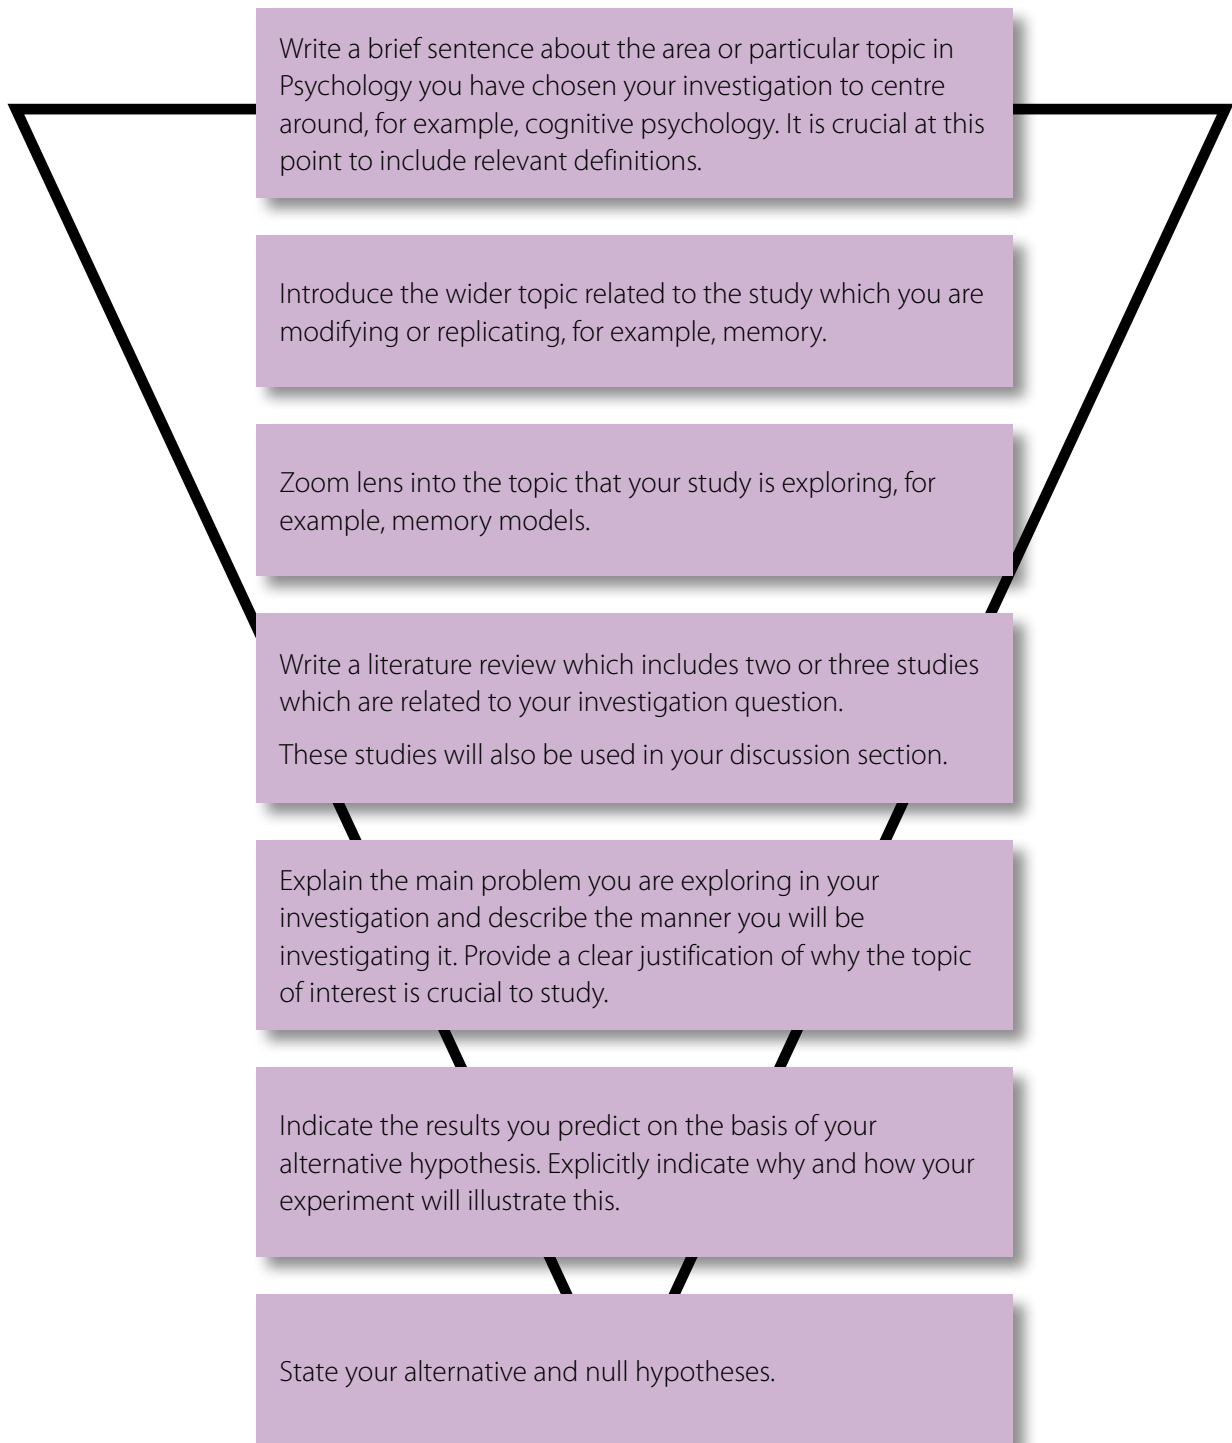 Write a brief sentence about the area or particular topic in
Psychology you have chosen your investigation to centre
around, for example, cognitive psychology. It is crucial at this
point to include relevant definitions.
Introduce the wider topic related to the study which you are
modifying or replicating, for example, memory.
Zoom lens into the topic that your study is exploring, for
example, memory models.
Write a literature review which includes two or three studies
which are related to your investigation question.
These studies will also be used in your discussion section.
Explain the main problem you are exploring in your
investigation and describe the manner you will be
investigating it. Provide a clear justification of why the topic
of interest is crucial to study.
Indicate the results you predict on the basis of your
alternative hypothesis. Explicitly indicate why and how your
experiment will illustrate this.
State your alternative and null hypotheses.